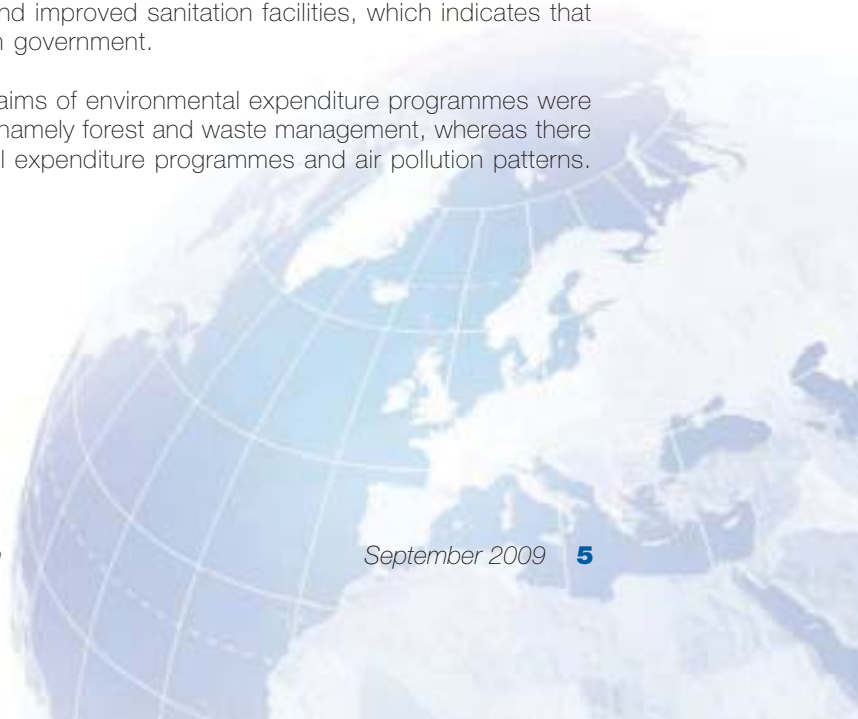 nd improved sanitation facilities, which indicates that
government.
aims of environmental expenditure programmes were
namely forest and waste management, whereas there
l expenditure programmes and air pollution patterns.
September 2009 5